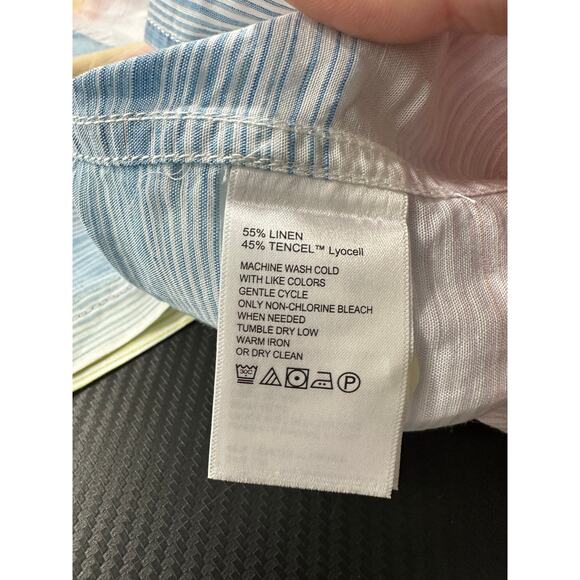 55% LINEN
45% TENCEL™ Lyocell
MACHINE WASH COLD
WITH LIKE COLORS
GENTLE CYCLE
ONLY NON-CHLORINE BLEACH
WHEN NEEDED
TUMBLE DRY LOW
WARM IRON
OR DRY CLEAN
30C P